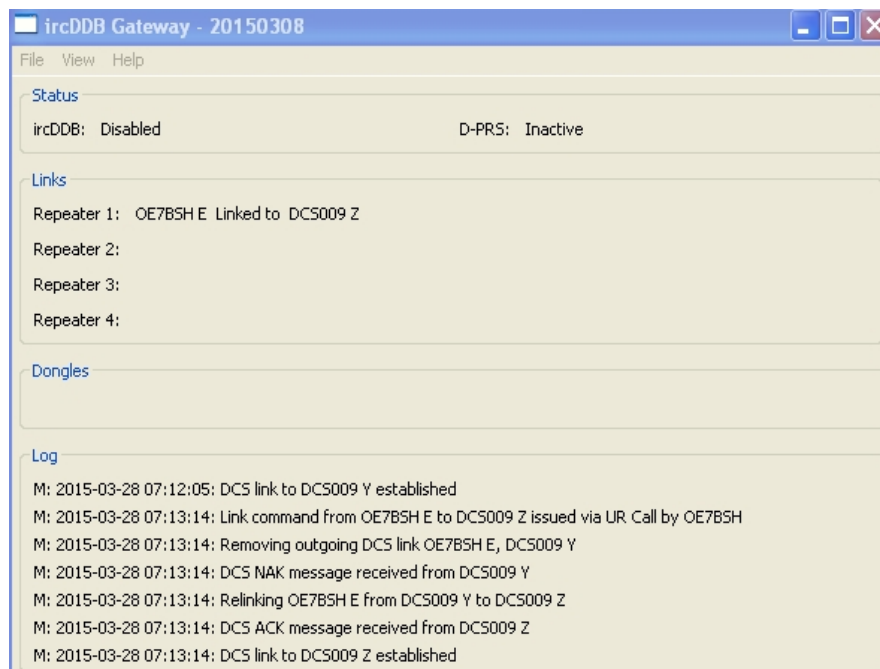 ircDDB Gateway - 20150308
File View Help
Status
ircDDB: Disabled D-PRS: Inactive
Links
Repeater 1: OE7BSH E Linked to DCS009 Z
Repeater 2:
Repeater 3:
Repeater 4:
Dongles
Log
M: 2015-03-28 07:12:05: DCS link to DCS009 Y established
M: 2015-03-28 07:13:14: Link command from OE7BSH E to DCS009 Z issued via UR Call by OE7BSH
M: 2015-03-28 07:13:14: Removing outgoing DCS link OE7BSH E, DCS009 Y
M: 2015-03-28 07:13:14: DCS NAK message received from DCS009 Y
M: 2015-03-28 07:13:14: Relinking OE7BSH E from DCS009 Y to DCS009 Z
M: 2015-03-28 07:13:14: DCS ACK message received from DCS009 Z
M: 2015-03-28 07:13:14: DCS link to DCS009 Z established